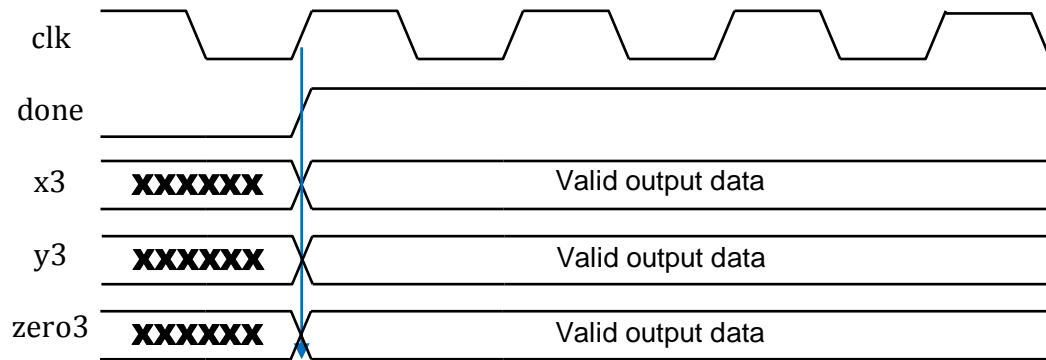 clk
done
x3 XXXXXX Valid output data
y3 XXXXXX Valid output data
zero3 XXXXXX Valid output data